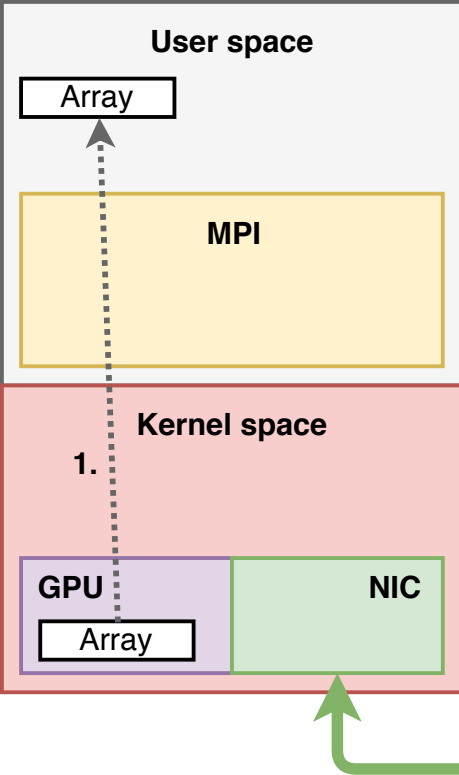 User space
Array
MPI
Kernel space
1.
GPU
NIC
Array